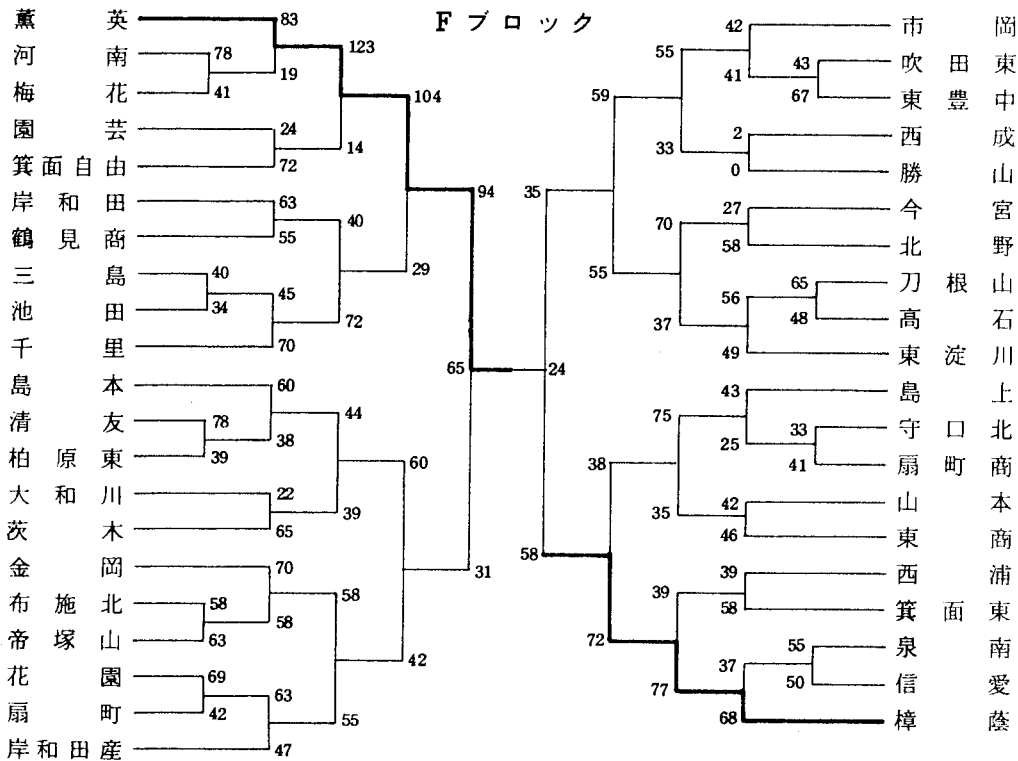 Fブロック
薫英 83
河南 78 123
梅花 41 19
104
園芸 24
箕面自由 72 14
岸和田 63 94
鶴見商 55 40
三島 40 29
池田 34 45
千里 70 72
65
島本 60
清友 78 44
柏原東 39 38
60
大和川 22 39
茨木 65
金岡 70 31
布施北 58 58
帝塚山 63 58
42
花園 69 63
扇町 42 55
岸和田産 47
42 市岡
55 43 吹田東
41 67 東豊中
59
2 西成
33 0 勝山
35 27 今宮
70 58 北野
55 65 刀根山
56 48 高石
37 49 東淀川
24
43 島上
75 33 守口北
25 41 扇町商
38
42 山本
35 46 東商
58 39 西浦
39 58 箕面東
72 55 泉南
37 50 信愛
77 68 樟蔭